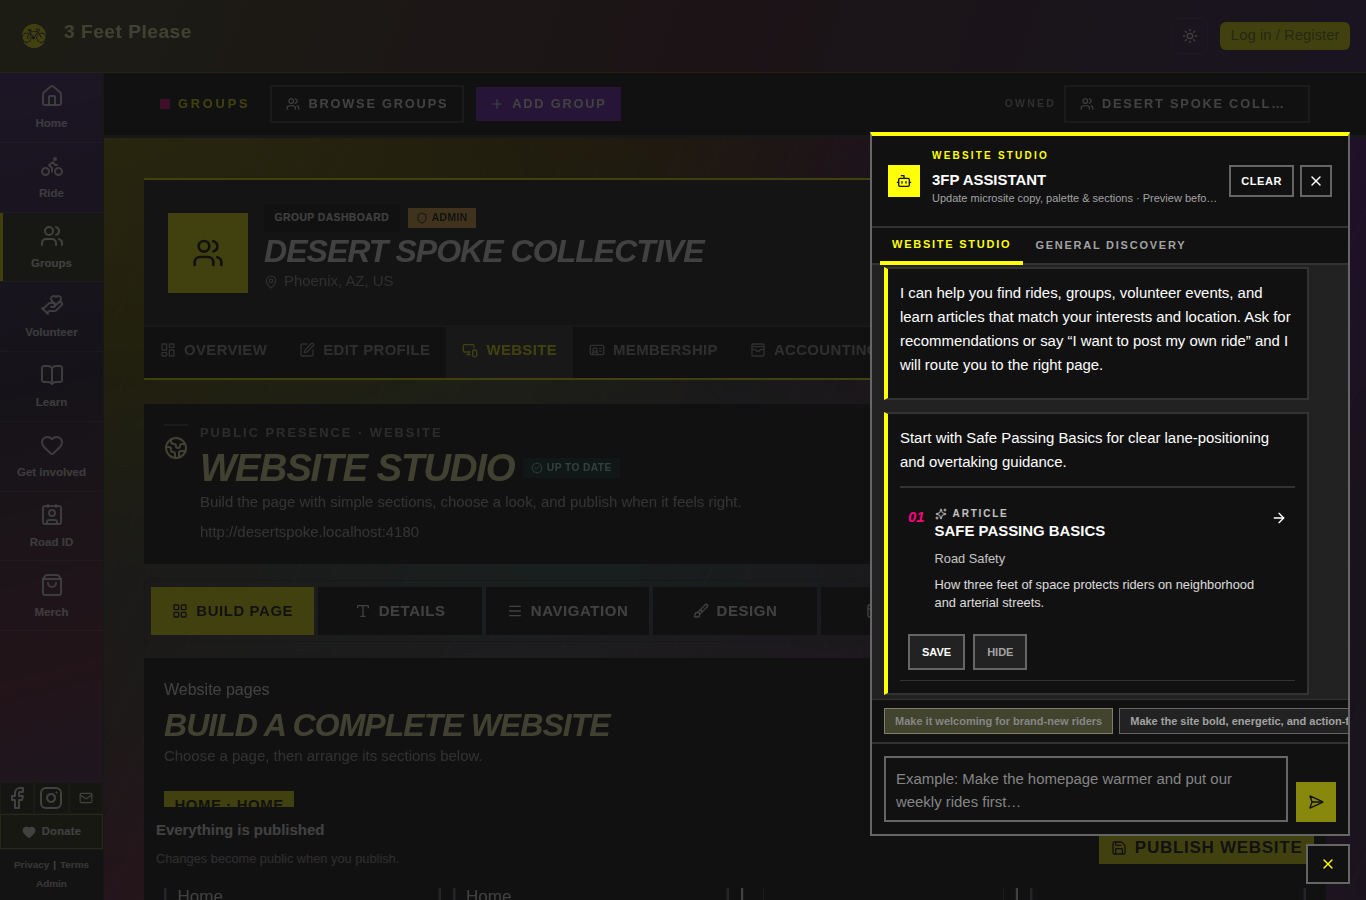 3 Feet Please
Log in / Register
Home
Ride
Groups
Volunteer
Learn
Get involved
Road ID
Merch
Donate
Privacy | Terms
Admin
GROUPS
BROWSE GROUPS
ADD GROUP
OWNED
DESERT SPOKE COLL...
GROUP DASHBOARD
ADMIN
DESERT SPOKE COLLECTIVE
Phoenix, AZ, US
OVERVIEW
EDIT PROFILE
WEBSITE
MEMBERSHIP
ACCOUNTING
PUBLIC PRESENCE · WEBSITE
WEBSITE STUDIO
UP TO DATE
Build the page with simple sections, choose a look, and publish when it feels right.
http://desertspoke.localhost:4180
BUILD PAGE
DETAILS
NAVIGATION
DESIGN
Website pages
BUILD A COMPLETE WEBSITE
Choose a page, then arrange its sections below.
HOME · HOME
Everything is published
Changes become public when you publish.
PUBLISH WEBSITE
Home
Home
WEBSITE STUDIO
3FP ASSISTANT
Update microsite copy, palette & sections · Preview befo…
CLEAR
WEBSITE STUDIO
GENERAL DISCOVERY
I can help you find rides, groups, volunteer events, and
learn articles that match your interests and location. Ask for
recommendations or say “I want to post my own ride” and I
will route you to the right page.
Start with Safe Passing Basics for clear lane-positioning
and overtaking guidance.
01
ARTICLE
SAFE PASSING BASICS
Road Safety
How three feet of space protects riders on neighborhood
and arterial streets.
SAVE
HIDE
Make it welcoming for brand-new riders
Make the site bold, energetic, and action-f
Example: Make the homepage warmer and put our
weekly rides first…